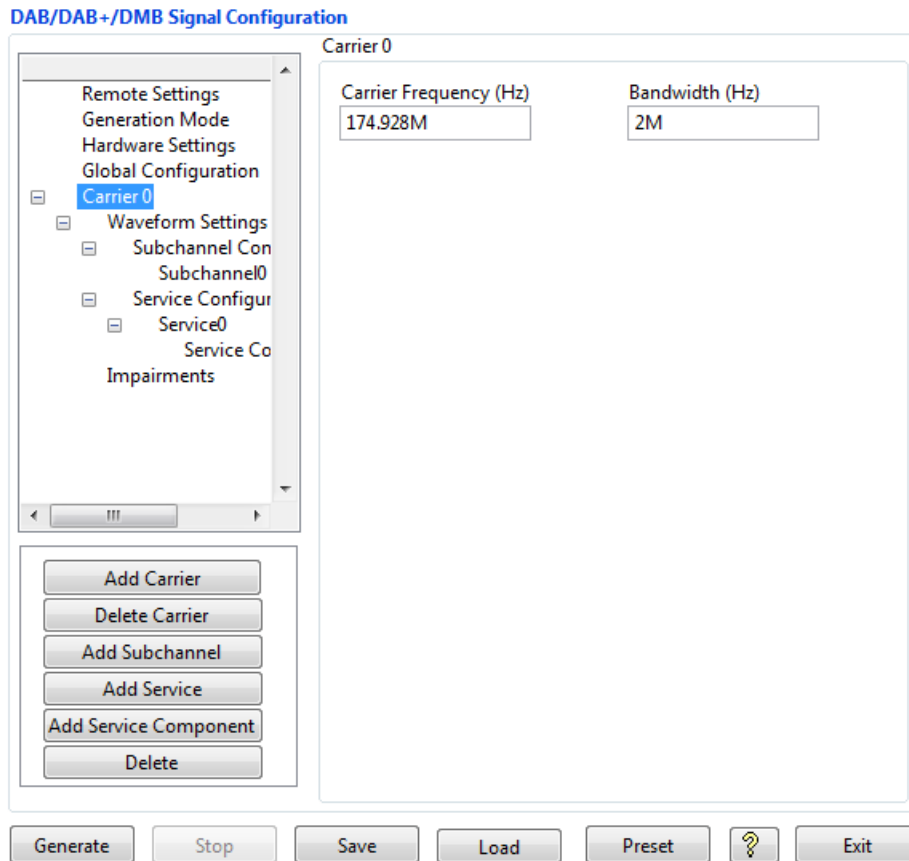 DAB/DAB+/DMB Signal Configuration
Carrier 0
Remote Settings
Generation Mode
Hardware Settings
Global Configuration
Carrier 0
Waveform Settings
Subchannel Con
Subchannel0
Service Configur
Service0
Service Co
Impairments
Carrier Frequency (Hz)
174.928M
Bandwidth (Hz)
2M
Add Carrier
Delete Carrier
Add Subchannel
Add Service
Add Service Component
Delete
Generate
Stop
Save
Load
Preset
?
Exit